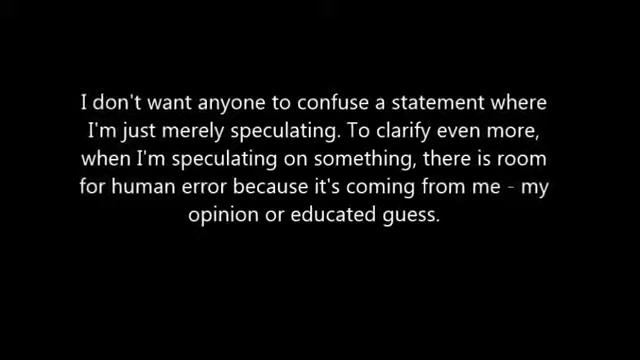 I don't want anyone to confuse a statement where
I'm just merely speculating. To clarify even more,
when I'm speculating on something, there is room
for human error because it's coming from me - my
opinion or educated guess.